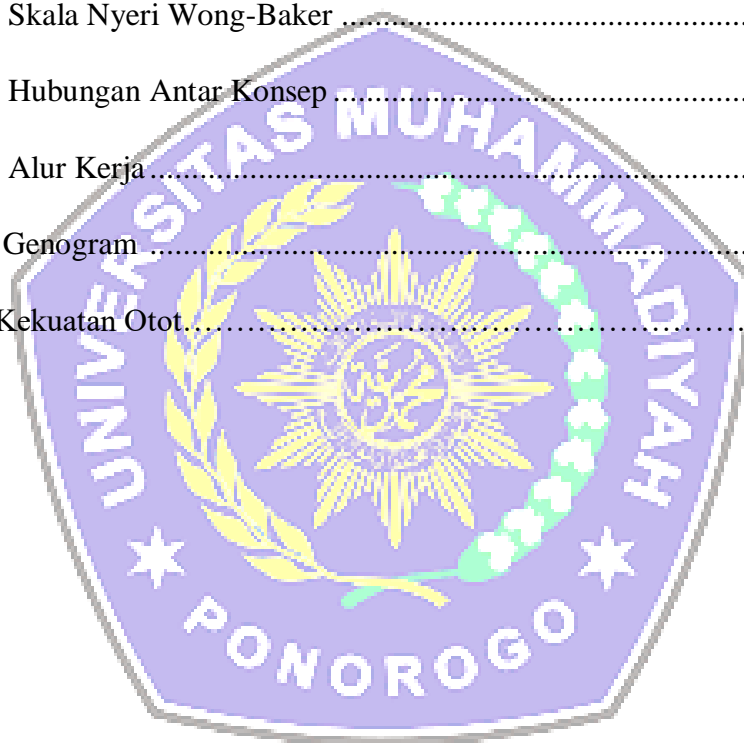 Skala Nyeri Wong-Baker ........................................................
Hubungan Antar Konsep ........................................................
Alur Kerja ........................................................................................
Genogram ........................................................................................
Kekuatan Otot........................................................................
UNIVERSITAS MUHAMMADIYAH
PONOROGO